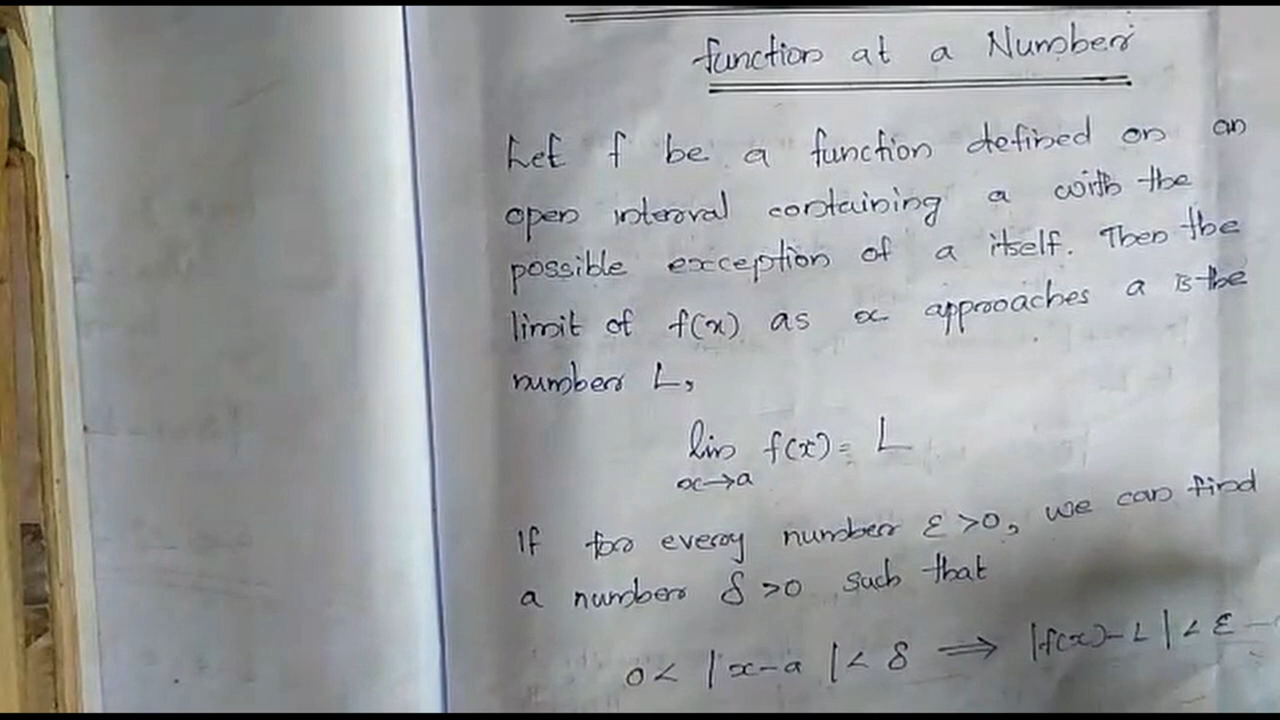 function at a Number
Let f be a function defined on an
open interval containing a with the
possible exception of a itself. Then the
limit of f(x) as x approaches a is the
number L,
lim f(x) = L
x→a
If for every number ε >0, we can find
a number δ >0 such that
0< |x-a |< δ ⟹ |f(x)-L |< ε